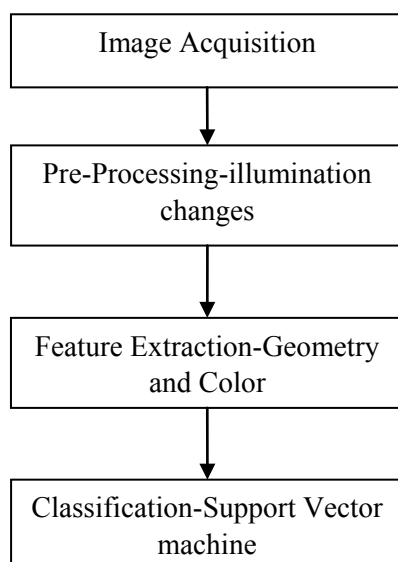 Image Acquisition
Pre-Processing-illumination
changes
Feature Extraction-Geometry
and Color
Classification-Support Vector
machine